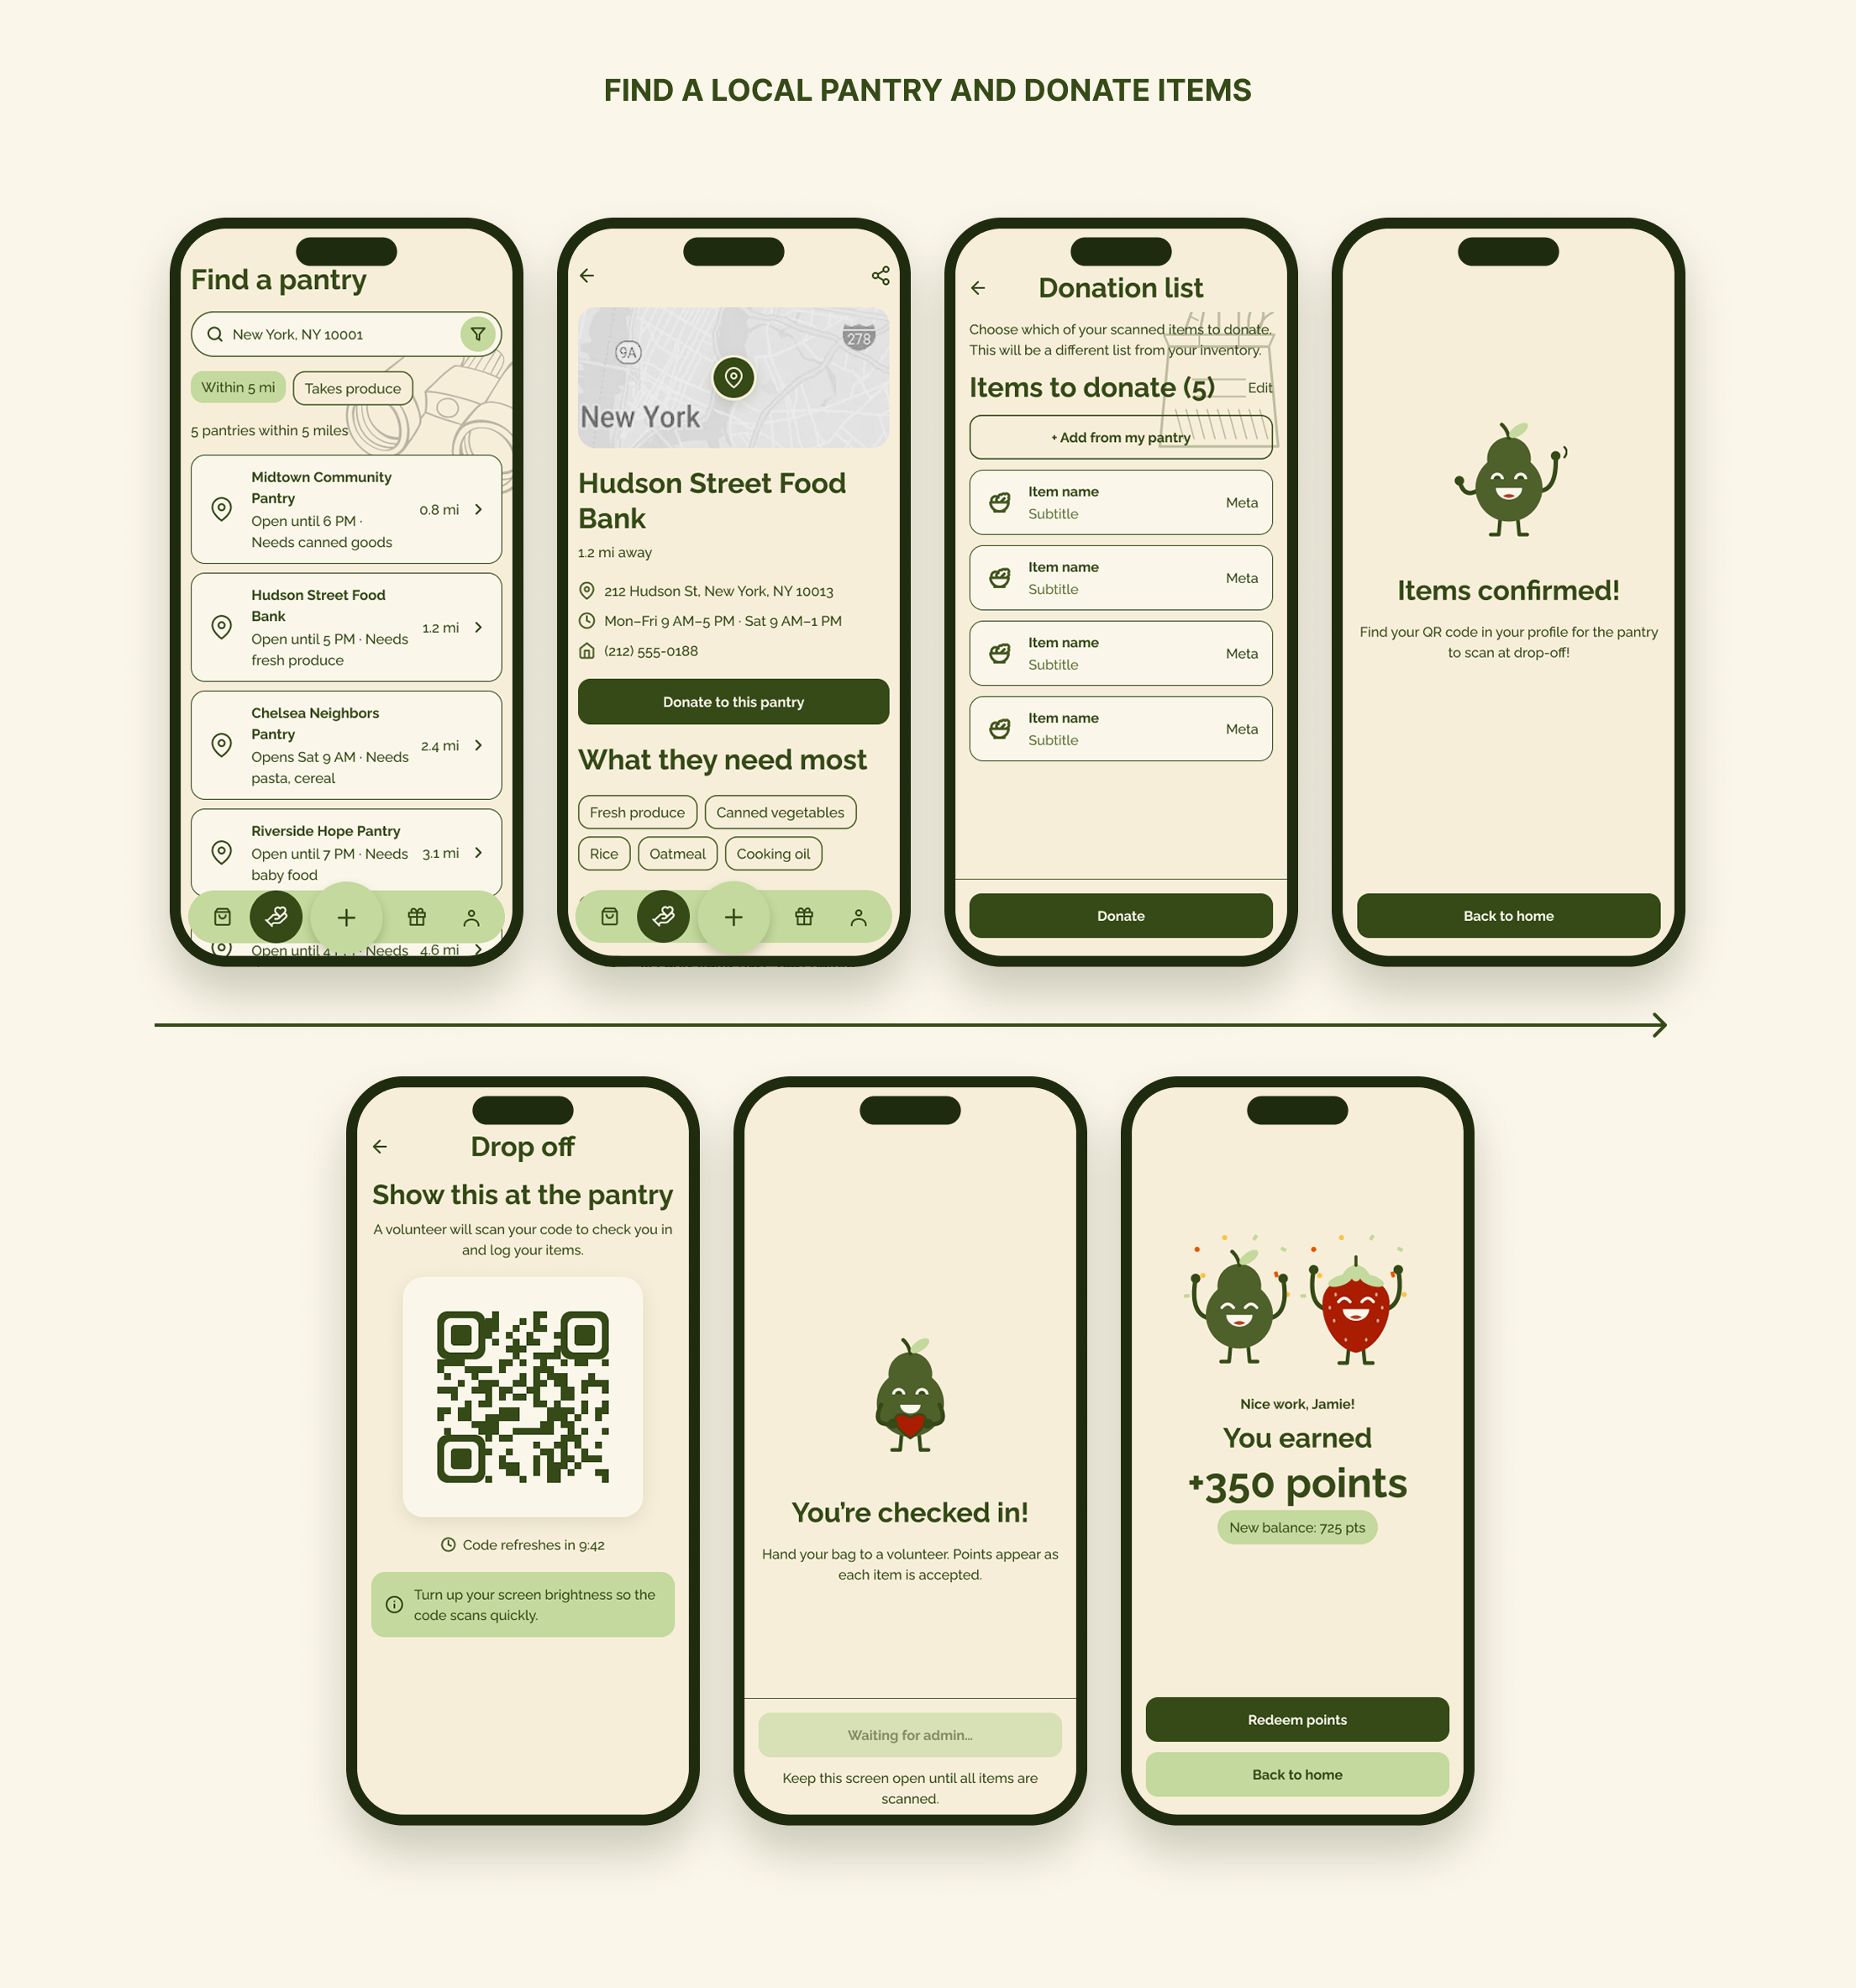 FIND A LOCAL PANTRY AND DONATE ITEMS
Find a pantry
New York, NY 10001
Within 5 mi
Takes produce
5 pantries within 5 miles
Midtown Community
Pantry
Open until 6 PM ·
Needs canned goods
0.8 mi
Hudson Street Food
Bank
Open until 5 PM · Needs
fresh produce
1.2 mi
Chelsea Neighbors
Pantry
Opens Sat 9 AM · Needs
pasta, cereal
2.4 mi
Riverside Hope Pantry
Open until 7 PM · Needs
baby food
3.1 mi
Open until 4 PM · Needs
4.6 mi
9A
278
New York
Hudson Street Food
Bank
1.2 mi away
212 Hudson St, New York, NY 10013
Mon–Fri 9 AM–5 PM · Sat 9 AM–1 PM
(212) 555-0188
Donate to this pantry
What they need most
Fresh produce
Canned vegetables
Rice
Oatmeal
Cooking oil
Donation list
Choose which of your scanned items to donate.
This will be a different list from your inventory.
Items to donate (5)
Edit
+ Add from my pantry
Item name
Subtitle
Meta
Item name
Subtitle
Meta
Item name
Subtitle
Meta
Item name
Subtitle
Meta
Donate
Items confirmed!
Find your QR code in your profile for the pantry
to scan at drop-off!
Back to home
Drop off
Show this at the pantry
A volunteer will scan your code to check you in
and log your items.
Code refreshes in 9:42
Turn up your screen brightness so the
code scans quickly.
You’re checked in!
Hand your bag to a volunteer. Points appear as
each item is accepted.
Waiting for admin…
Keep this screen open until all items are
scanned.
Nice work, Jamie!
You earned
+350 points
New balance: 725 pts
Redeem points
Back to home